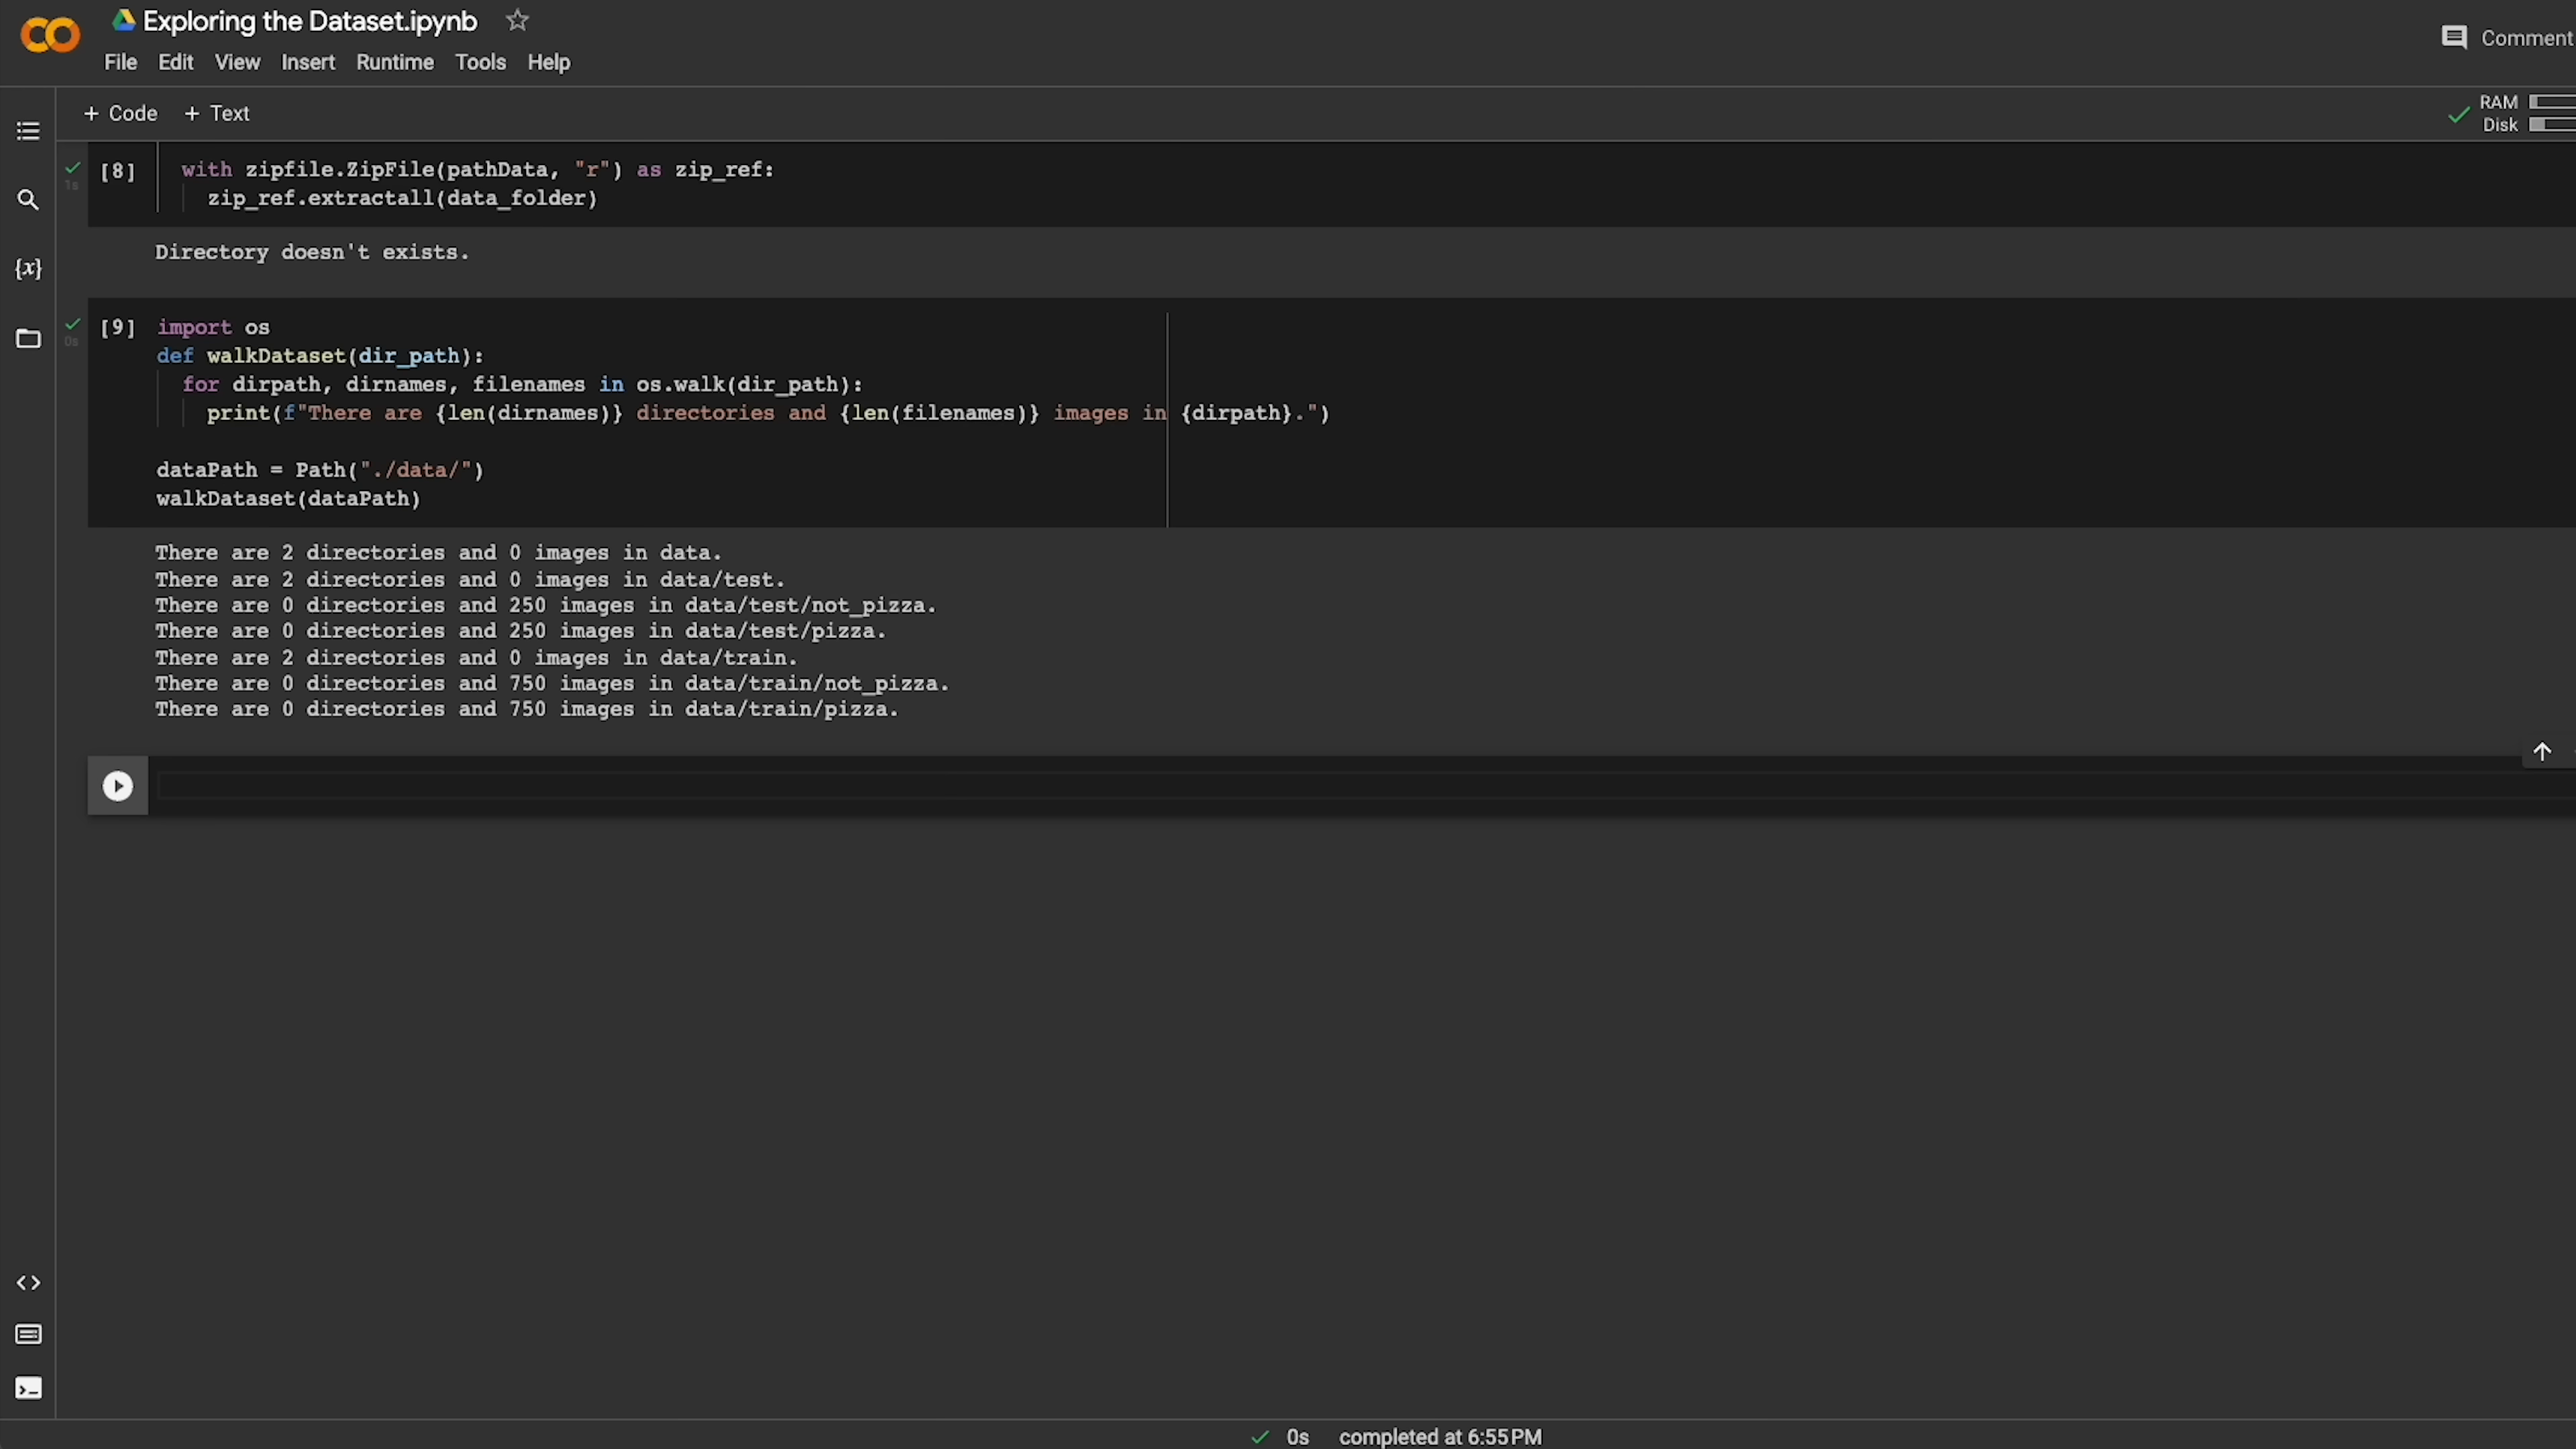 Exploring the Dataset.ipynb
File Edit View Insert Runtime Tools Help
Comment
+ Code + Text
RAM
Disk
[8] with zipfile.ZipFile(pathData, "r") as zip_ref:
1s
zip_ref.extractall(data_folder)
Directory doesn't exists.
{x}
[9] import os
0s
def walkDataset(dir_path):
for dirpath, dirnames, filenames in os.walk(dir_path):
print(f"There are {len(dirnames)} directories and {len(filenames)} images in {dirpath}.")
dataPath = Path("./data/")
walkDataset(dataPath)
There are 2 directories and 0 images in data.
There are 2 directories and 0 images in data/test.
There are 0 directories and 250 images in data/test/not_pizza.
There are 0 directories and 250 images in data/test/pizza.
There are 2 directories and 0 images in data/train.
There are 0 directories and 750 images in data/train/not_pizza.
There are 0 directories and 750 images in data/train/pizza.
0s completed at 6:55 PM